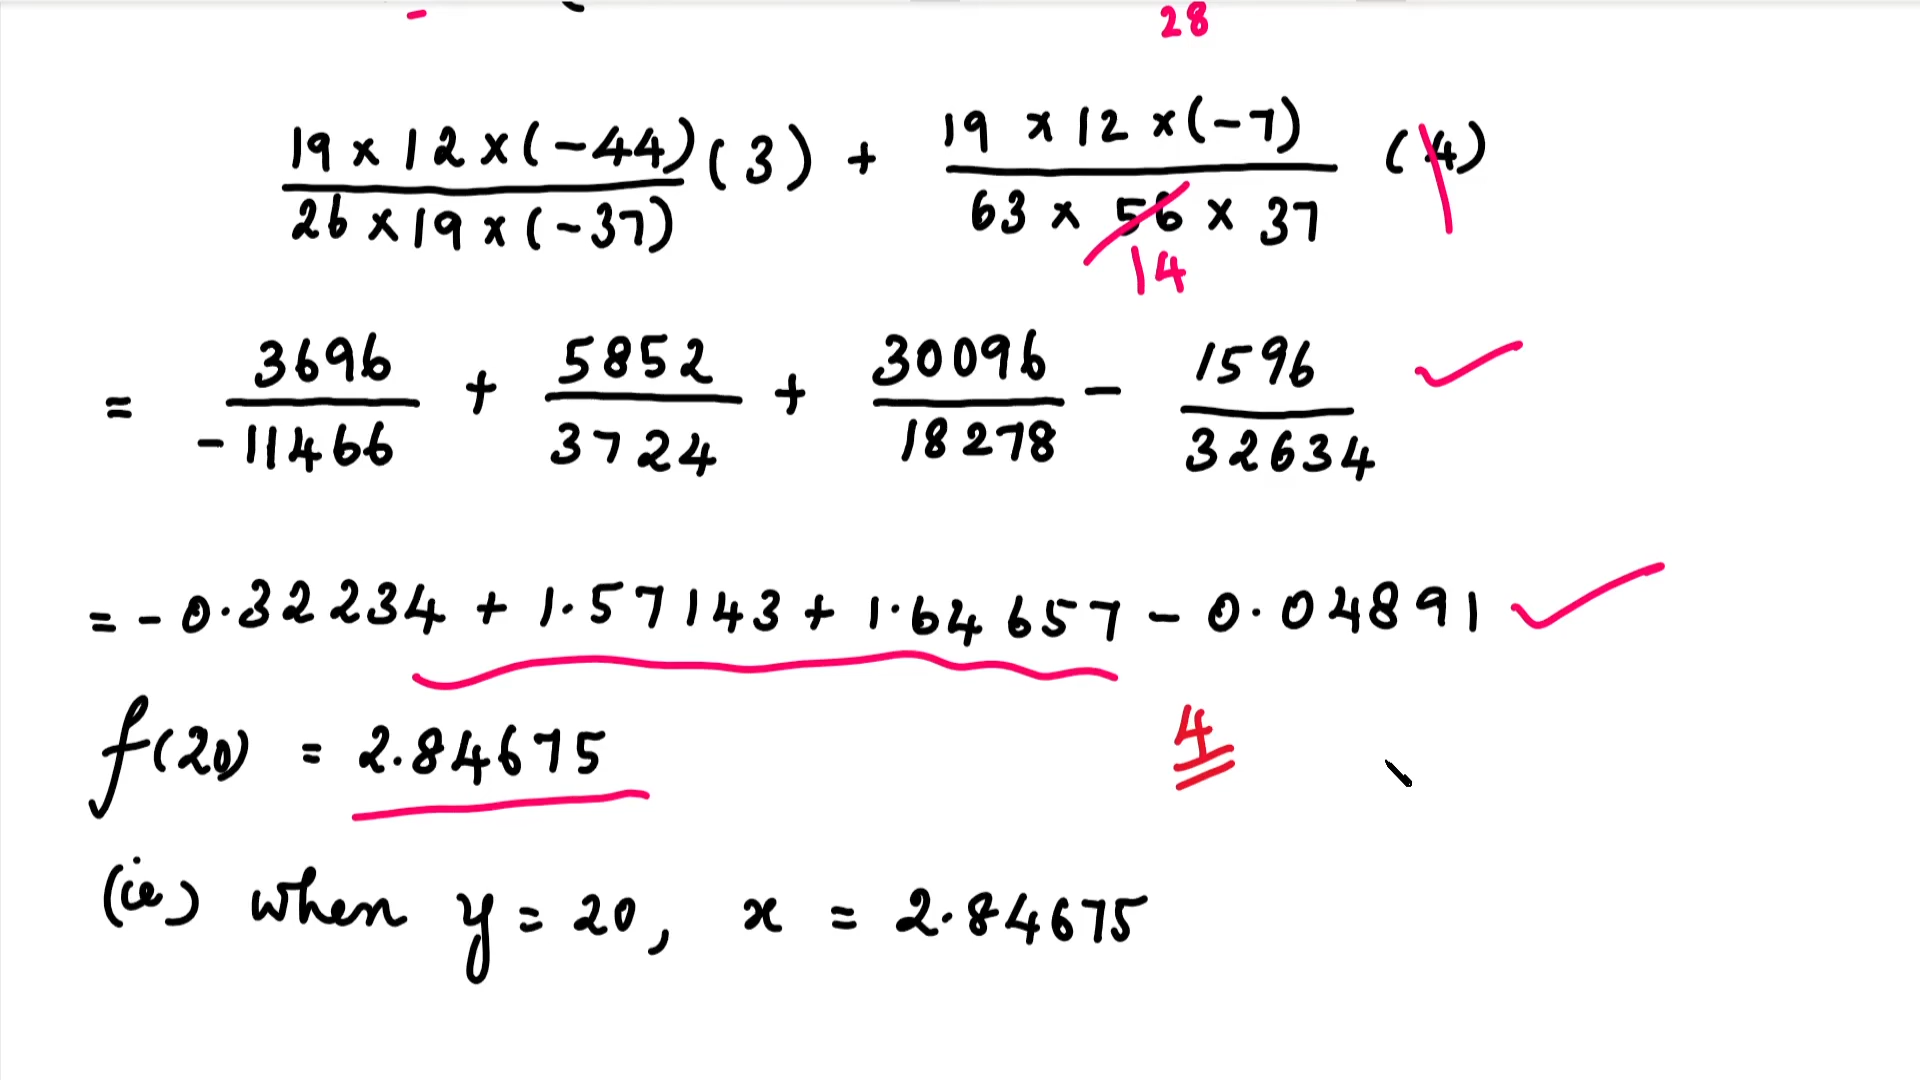 28
19 × 12 × (-44) / 26 × 19 × (-37) (3) + 19 × 12 × (-7) / 63 × 56 × 37 (4)
14
= 3696 / -11466 + 5852 / 3724 + 30096 / 18278 - 1596 / 32634
= - 0.32234 + 1.57143 + 1.64657 - 0.04891
f(20) = 2.84675
4
(ie) when y = 20, x = 2.84675